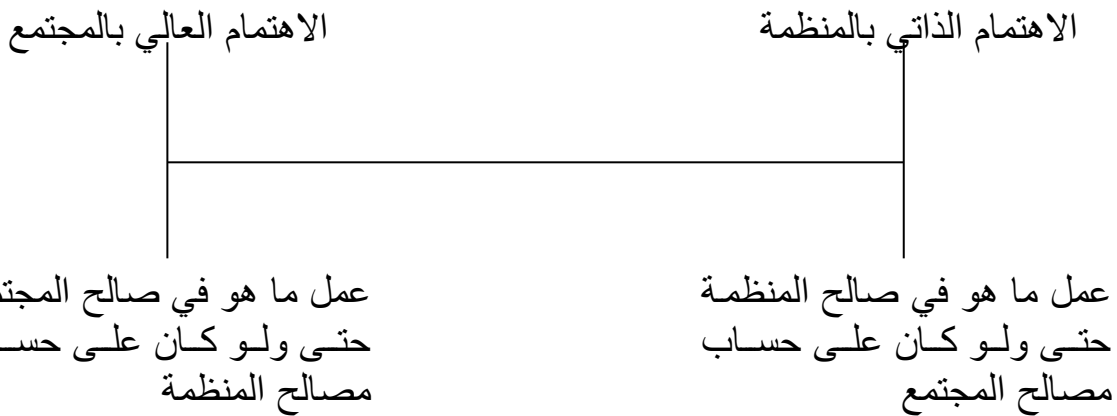 الاهتمام الذاتي بالمنظمة
الاهتمام العالي بالمجتمع
عمل ما هو في صالح المنظمة
حتى ولو كان على حساب
مصالح المجتمع
عمل ما هو في صالح
حتى ولو كان على
مصالح المنظمة